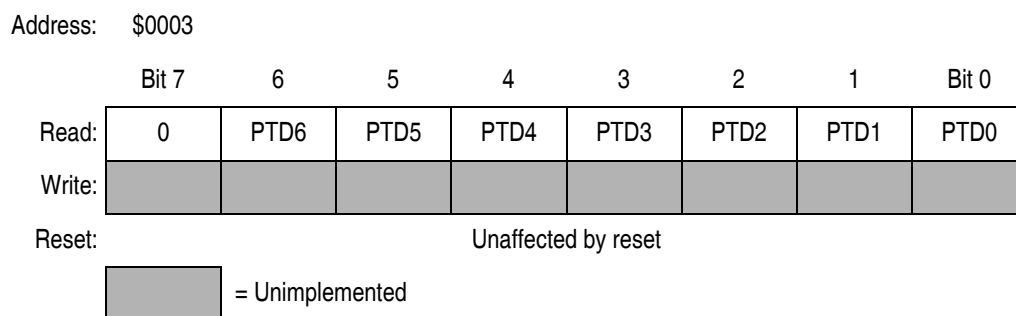 Address: $0003
Bit 7 6 5 4 3 2 1 Bit 0
Read: 0 PTD6 PTD5 PTD4 PTD3 PTD2 PTD1 PTD0
Write:
Reset: Unaffected by reset
= Unimplemented